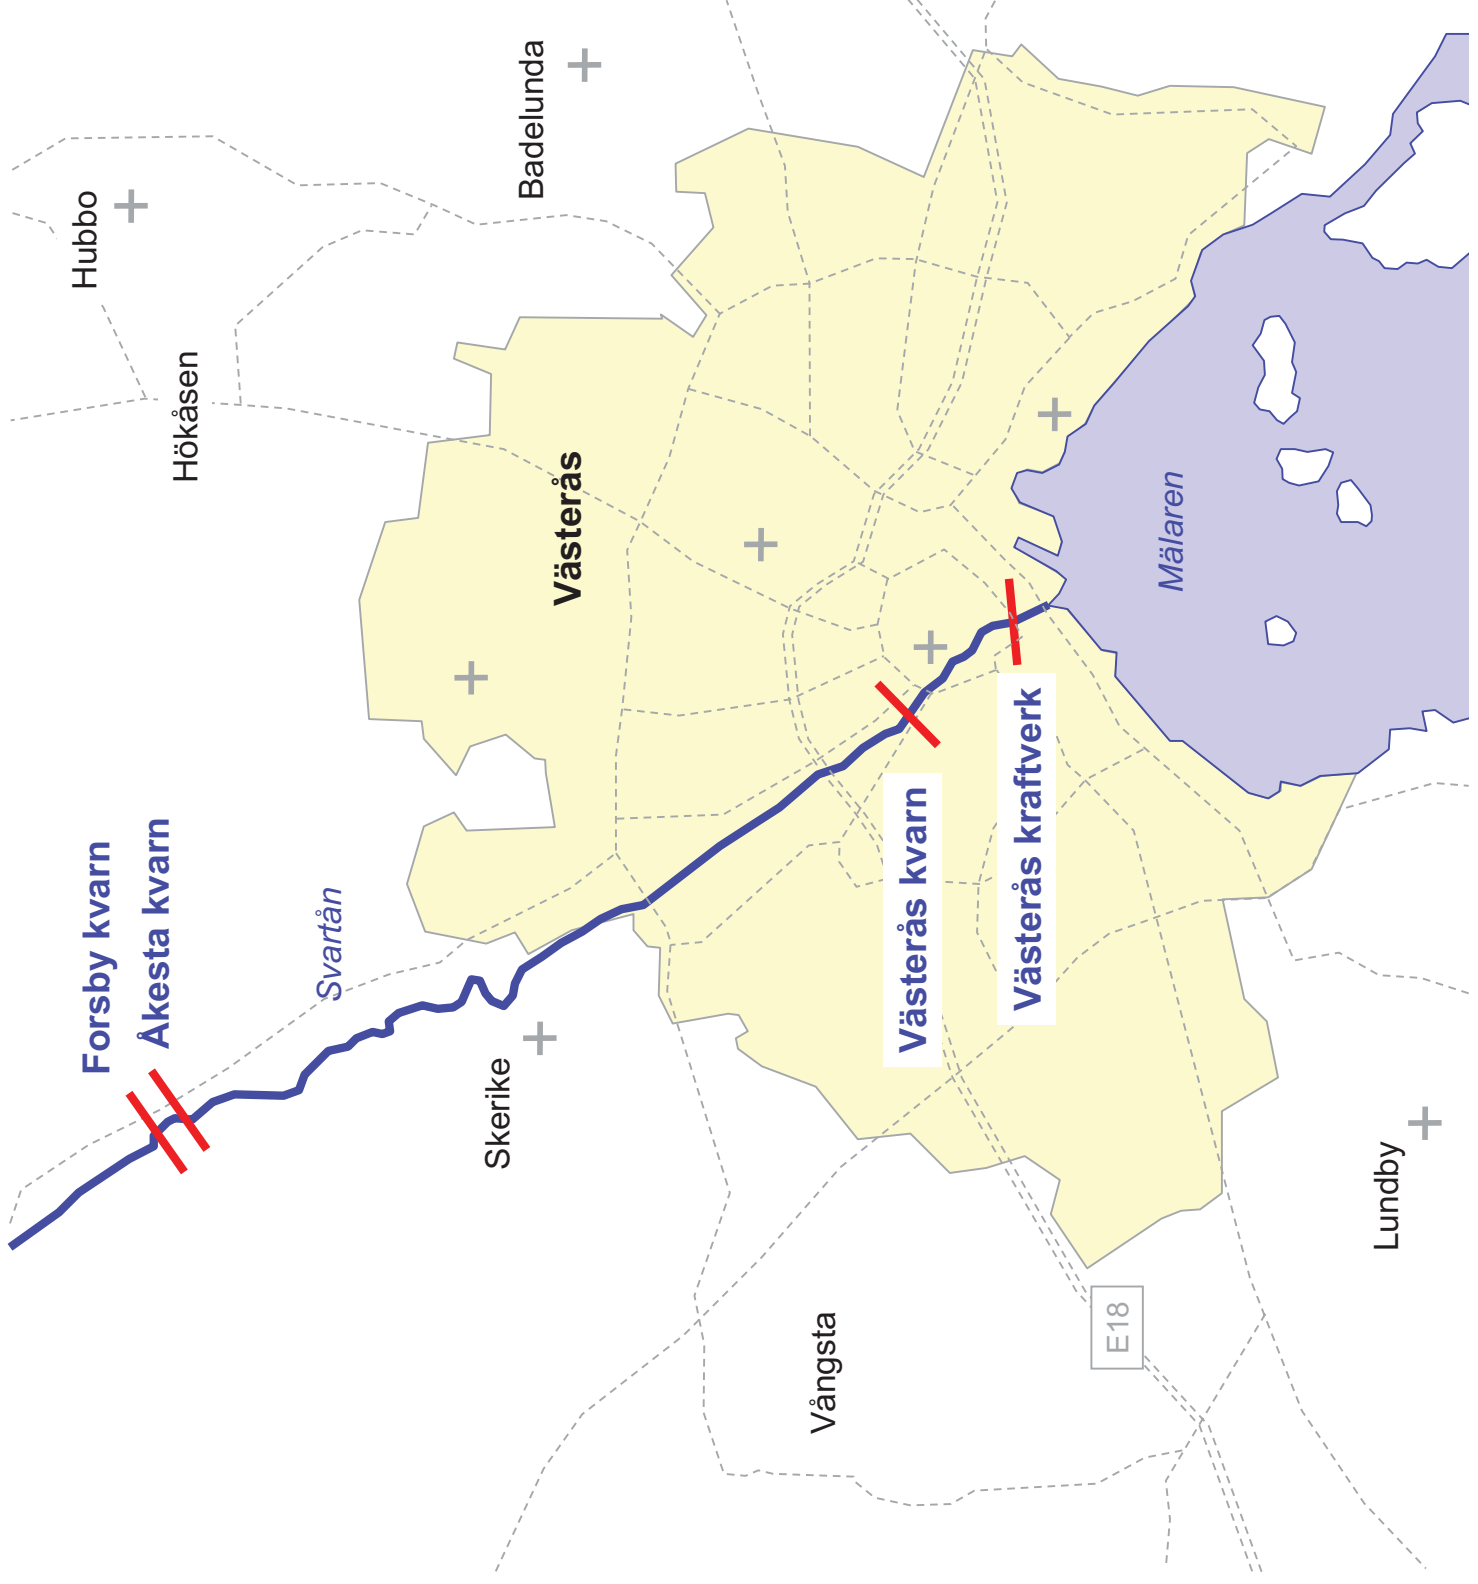 Forsby kvarn
Åkesta kvarn
Svartån
Hubbo
Hökåsen
Badelunda
Västerås
Skerike
Västerås kvarn
Västerås kraftverk
Mälaren
Vångsta
E18
Lundby